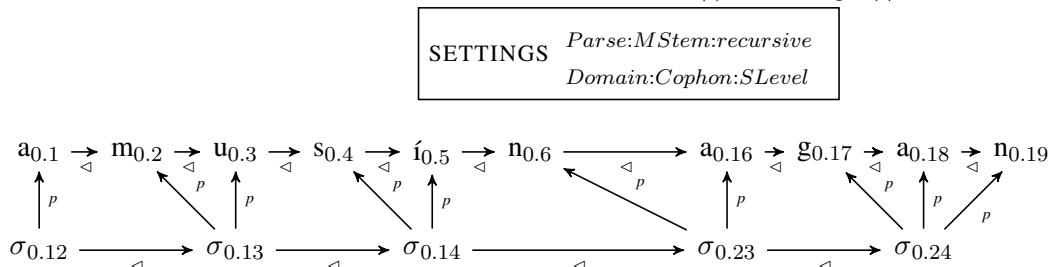 SETTINGS Parse:MStem:recursive
Domain:Cophon:SLevel
a0.1 ◁ m0.2 ◁ u0.3 ◁ s0.4 ◁ í0.5 ◁ n0.6 ◁ a0.16 ◁ g0.17 ◁ a0.18 ◁ n0.19
p p p p p p p p p p
σ0.12 ◁ σ0.13 ◁ σ0.14 ◁ σ0.23 ◁ σ0.24